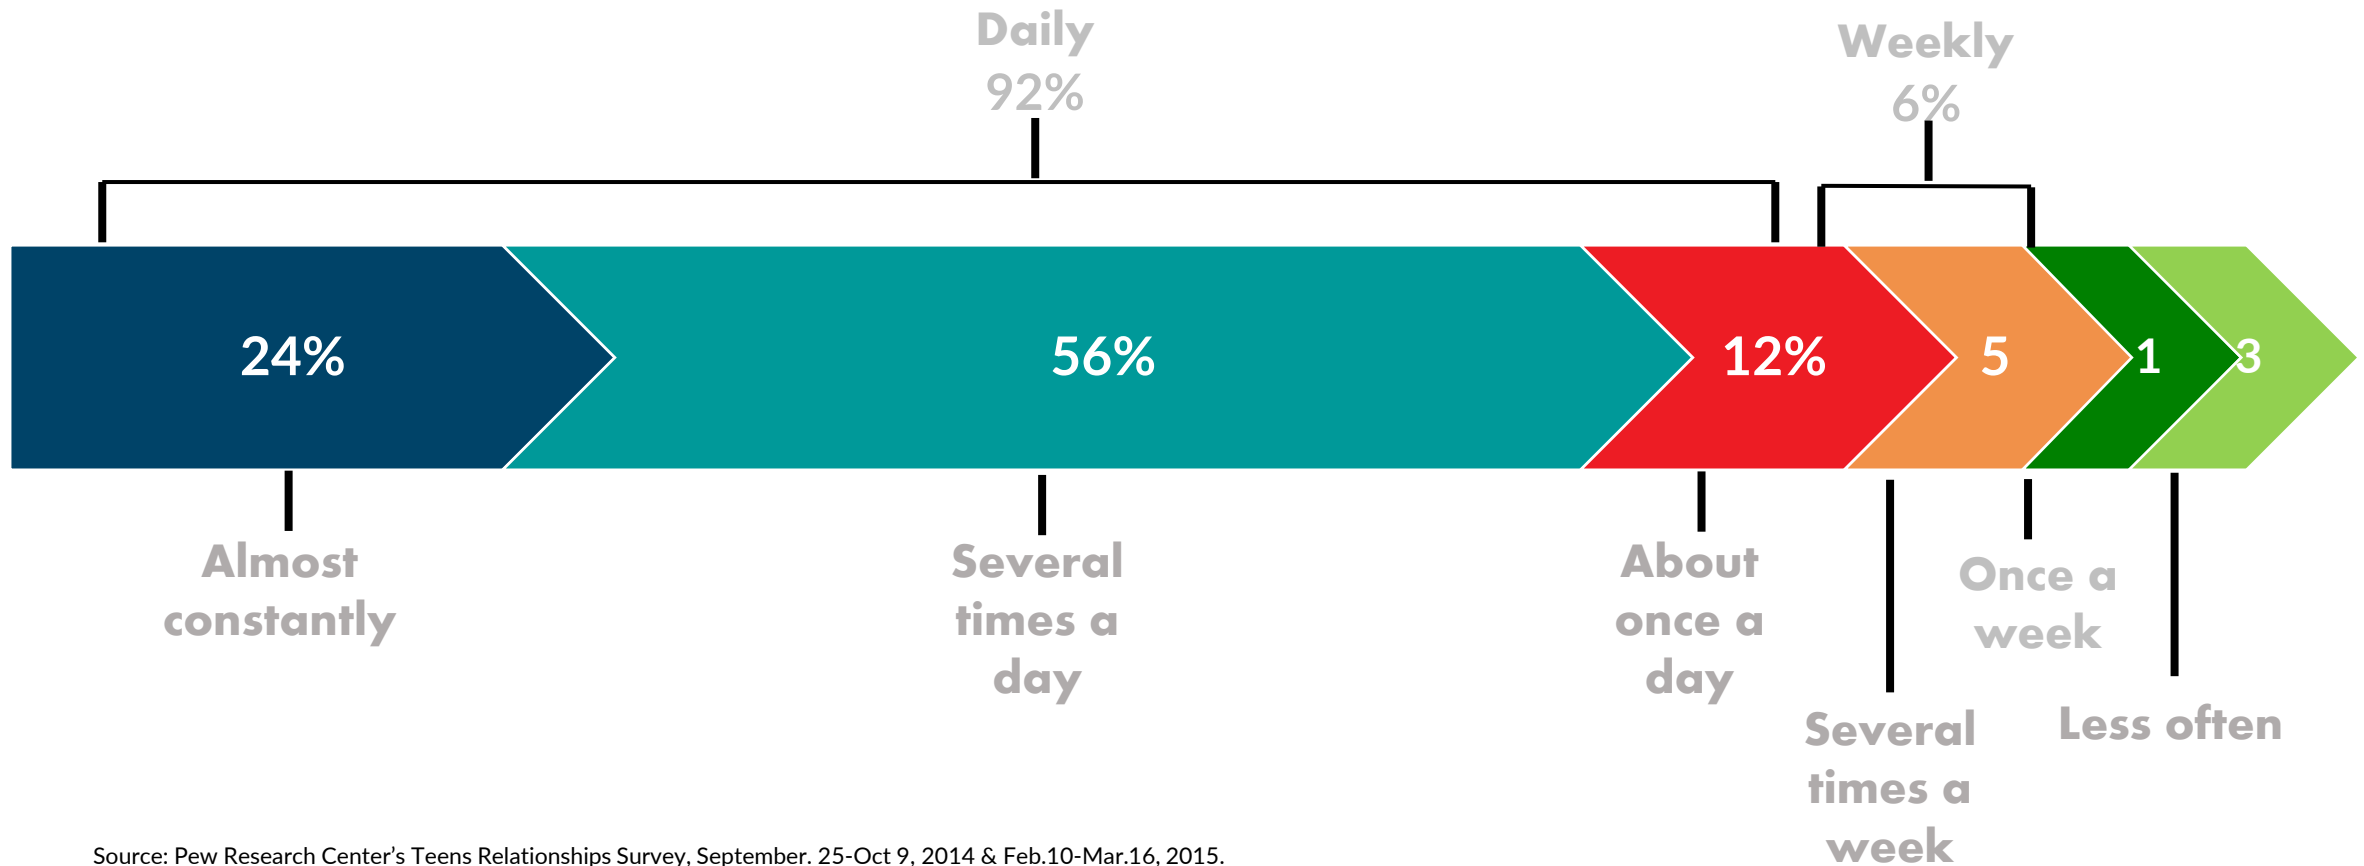 Daily
92%
Weekly
6%
24%
56%
12%
5
1
3
Almost
constantly
Several
times a
day
About
once a
day
Several
times a
week
Once a
week
Less often
Source: Pew Research Center’s Teens Relationships Survey, September. 25-Oct 9, 2014 & Feb.10-Mar.16, 2015.